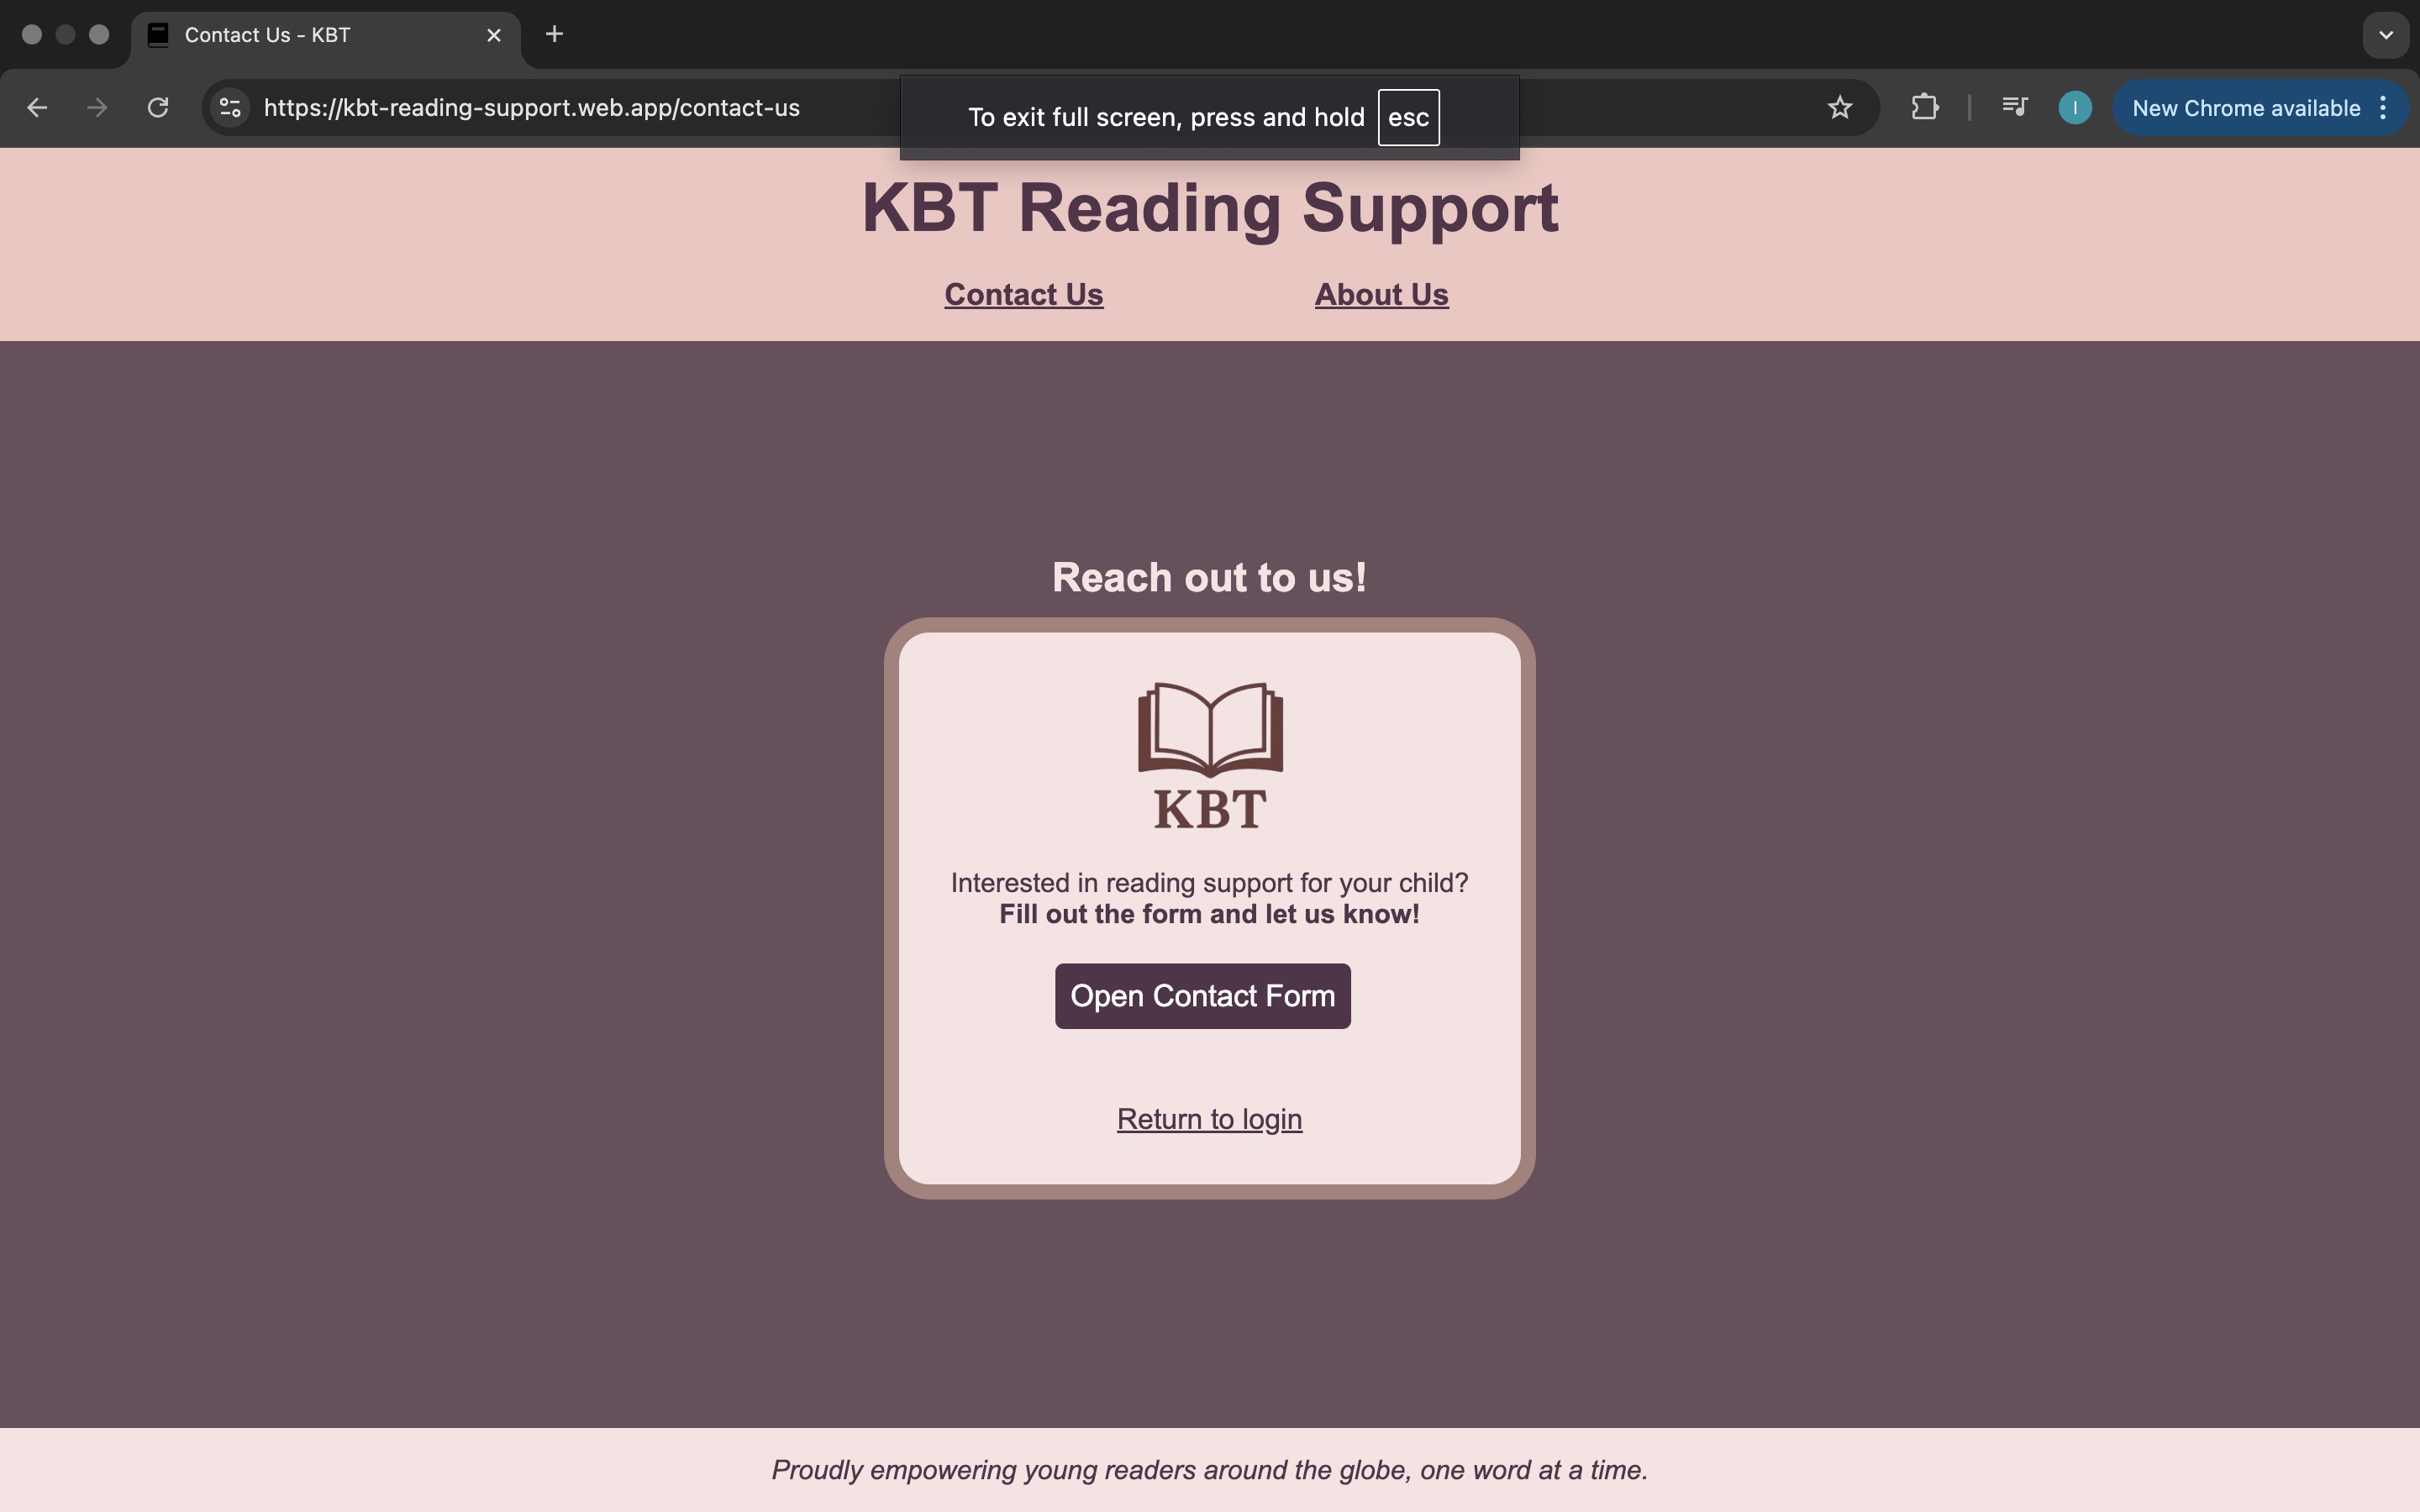 Contact Us - KBT
https://kbt-reading-support.web.app/contact-us
To exit full screen, press and hold esc
I
New Chrome available
KBT Reading Support
Contact Us About Us
Reach out to us!
KBT
Interested in reading support for your child?
Fill out the form and let us know!
Open Contact Form
Return to login
Proudly empowering young readers around the globe, one word at a time.